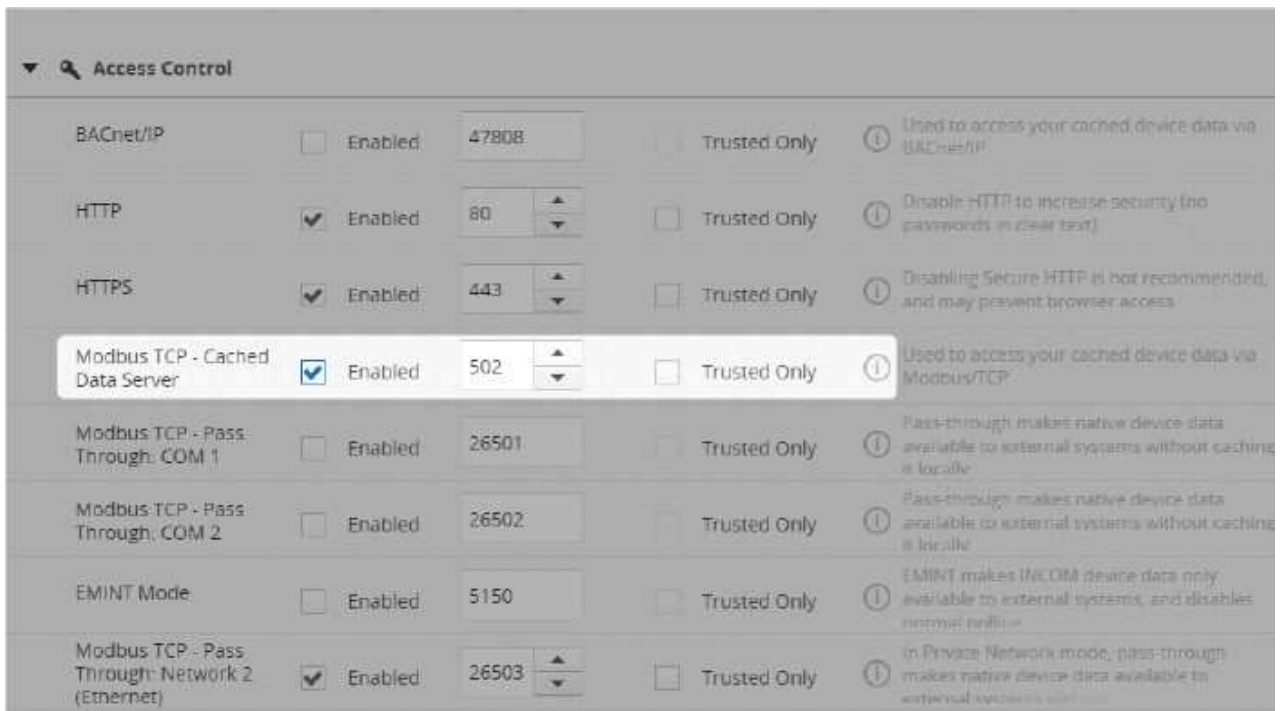 Access Control
BACnet/IP
Enabled
47808
Trusted Only
Used to access your cached device data via
BACnet/IP
HTTP
Enabled
80
Trusted Only
Disable HTTP to increase security (no
passwords in clear text)
HTTPS
Enabled
443
Trusted Only
Disabling Secure HTTP is not recommended,
and may prevent browser access
Modbus TCP - Cached
Data Server
Enabled
502
Trusted Only
Used to access your cached device data via
Modbus/TCP
Modbus TCP - Pass
Through: COM 1
Enabled
26501
Trusted Only
Pass-through makes native device data
available to external systems without caching
it locally
Modbus TCP - Pass
Through: COM 2
Enabled
26502
Trusted Only
Pass-through makes native device data
available to external systems without caching
it locally
EMINT Mode
Enabled
5150
Trusted Only
EMINT makes INCOM device data only
available to external systems, and disables
normal polling
Modbus TCP - Pass
Through: Network 2
(Ethernet)
Enabled
26503
Trusted Only
In Private Network mode, pass-through
makes native device data available to
external systems